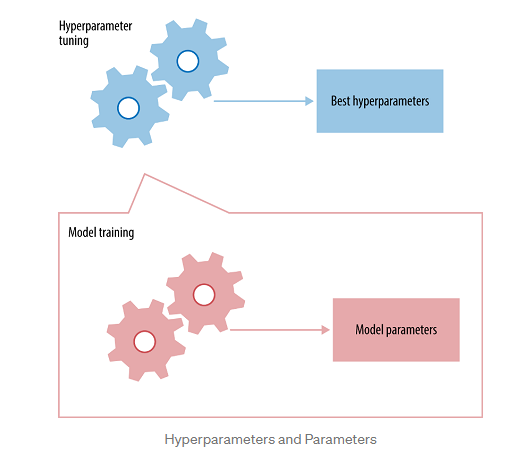 Hyperparameter
tuning
Best hyperparameters
Model training
Model parameters
Hyperparameters and Parameters